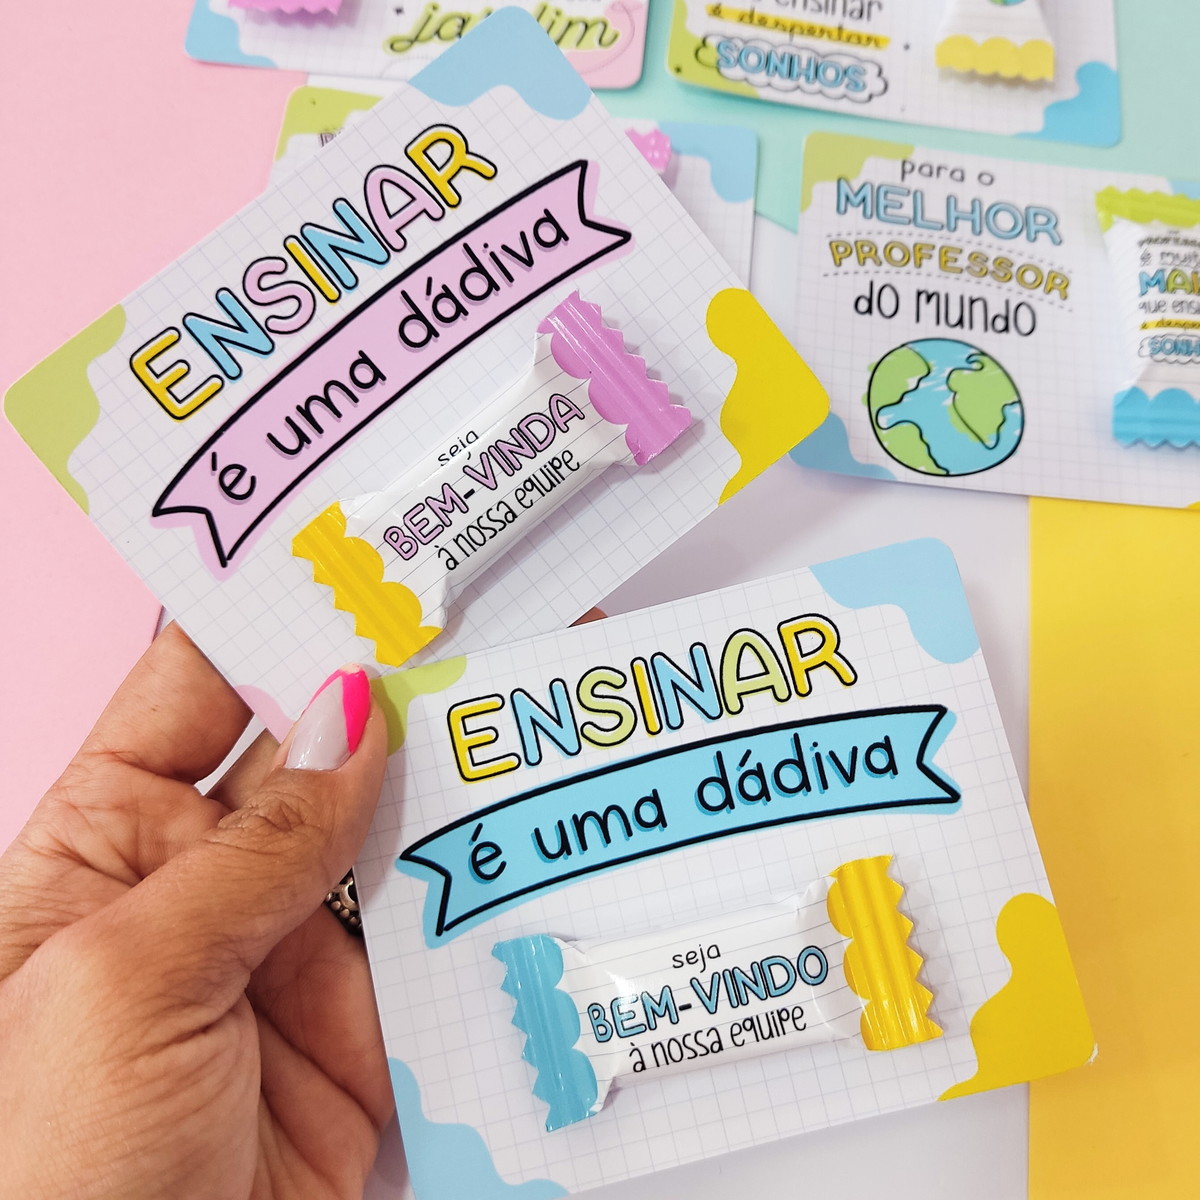 jardim
ensinar
é despertar
SONHOS
ENSINAR
é uma dádiva
seja
BEM-VINDA
à nossa equipe
para o
MELHOR
PROFESSOR
do mundo
é
que
SONHOS
ENSINAR
é uma dádiva
seja
BEM-VINDO
à nossa equipe